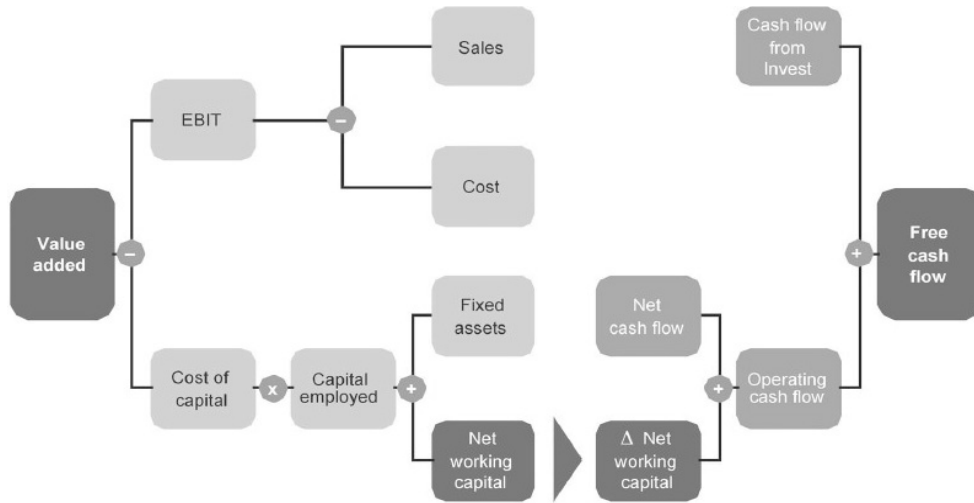 Sales
Cash flow
from
Invest
EBIT
−
−
Cost
Value
added
−
Free
cash
flow
+
Fixed
assets
Net
cash flow
Cost of
capital
x
Capital
employed
+
+
Operating
cash flow
Net
working
capital
Δ Net
working
capital